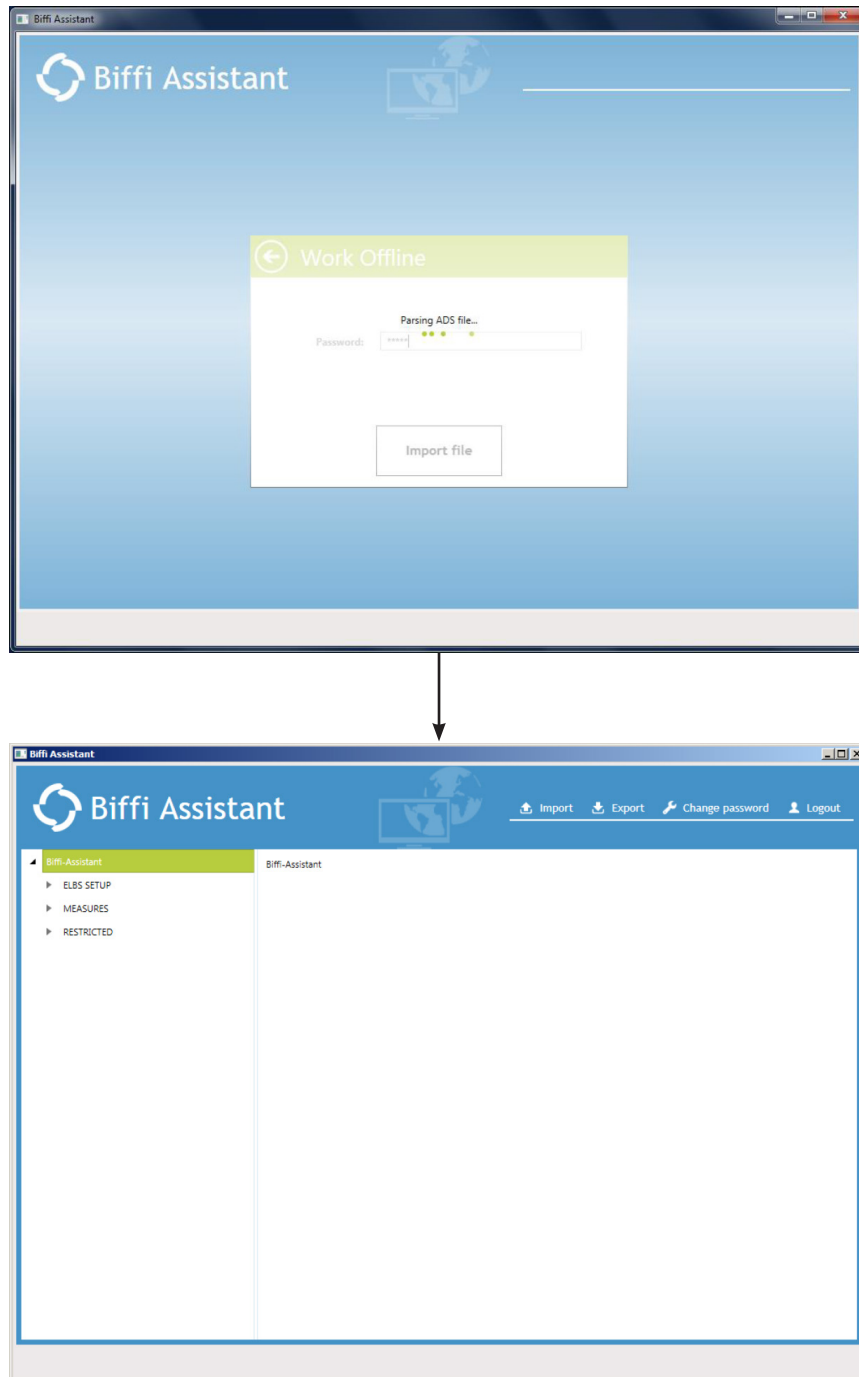 Biffi Assistant
Biffi Assistant
Work Offline
Parsing ADS file...
Password: *****
Import file
Biffi Assistant
Biffi Assistant
Import Export Change password Logout
Biffi-Assistant
Biffi-Assistant
ELBS SETUP
MEASURES
RESTRICTED